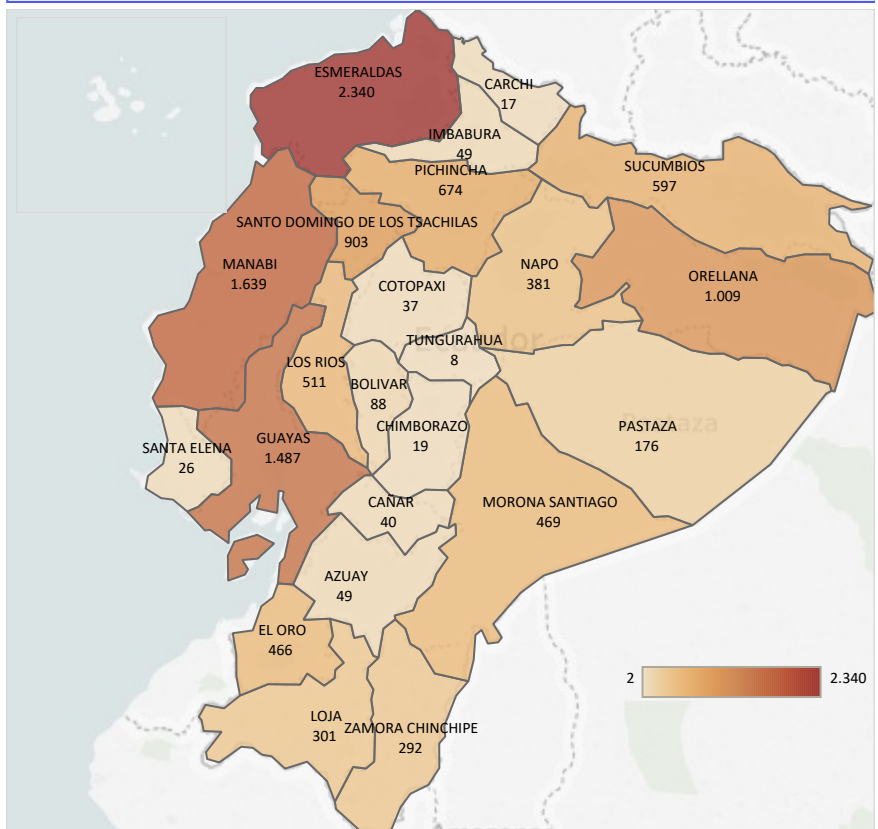 ESMERALDAS
2.340
CARCHI
17
IMBABURA
49
PICHINCHA
674
SUCUMBIOS
597
SANTO DOMINGO DE LOS TSACHILAS
903
MANABI
1.639
COTOPAXI
37
NAPO
381
ORELLANA
1.009
Ecuador
TUNGURAHUA
8
LOS RIOS
511
BOLIVAR
88
CHIMBORAZO
19
Pastaza
PASTAZA
176
SANTA ELENA
26
GUAYAS
1.487
CAÑAR
40
MORONA SANTIAGO
469
AZUAY
49
EL ORO
466
2
2.340
LOJA
301
ZAMORA CHINCHIPE
292